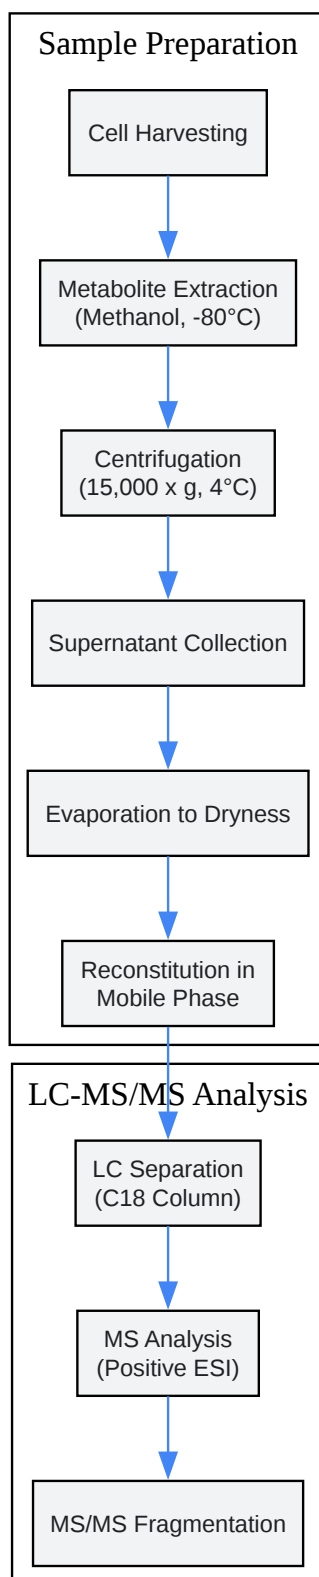 Sample Preparation
Cell Harvesting
Metabolite Extraction
(Methanol, -80°C)
Centrifugation
(15,000 x g, 4°C)
Supernatant Collection
Evaporation to Dryness
Reconstitution in
Mobile Phase
LC-MS/MS Analysis
LC Separation
(C18 Column)
MS Analysis
(Positive ESI)
MS/MS Fragmentation